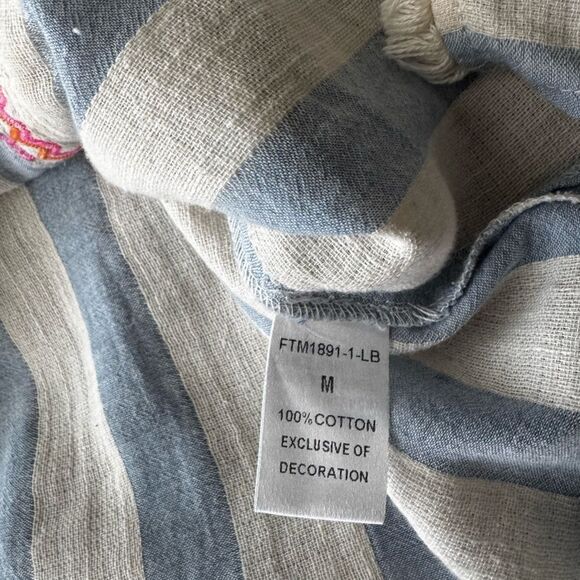 FTM1891-1-LB
M
100% COTTON
EXCLUSIVE OF
DECORATION